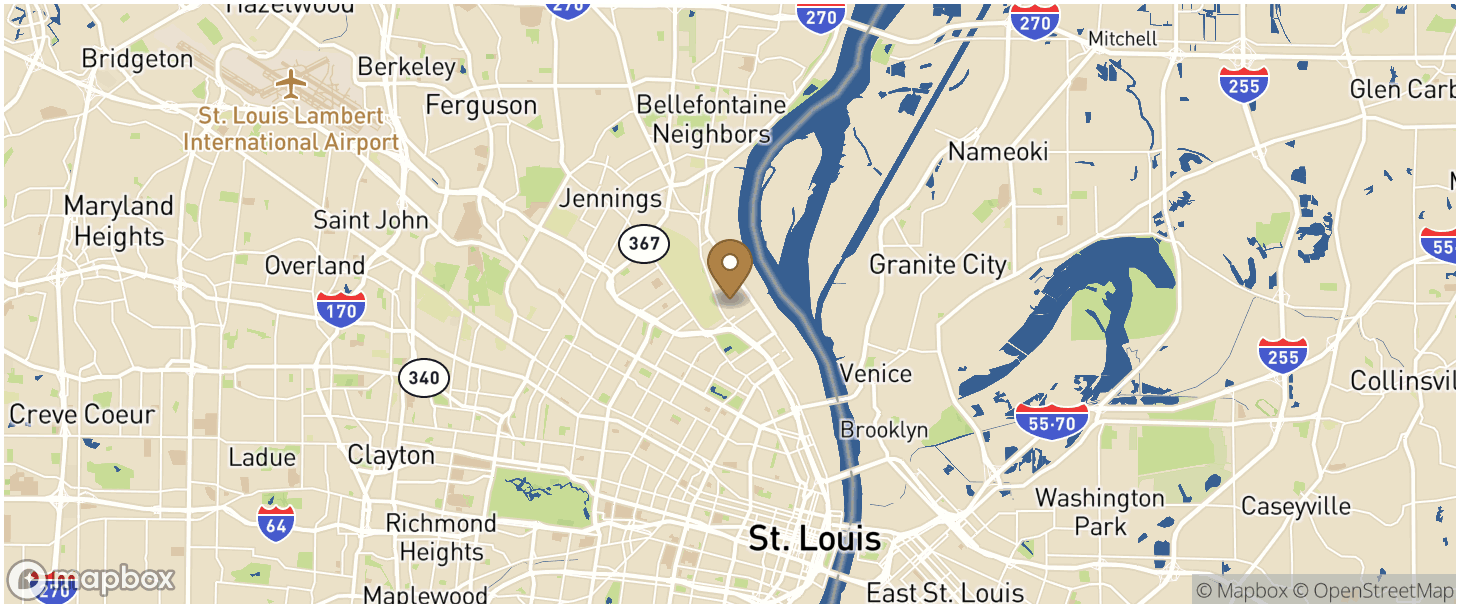 Hazelwood
270
270
270
Mitchell
Bridgeton
Berkeley
255
Glen Carb
Ferguson
Bellefontaine
Neighbors
St. Louis Lambert
International Airport
Nameoki
Jennings
M
Maryland
Heights
Saint John
367
55-
Overland
Granite City
170
255
340
Venice
Collinsvil
Creve Coeur
55·70
Brooklyn
Ladue
Clayton
Washington
Park
Caseyville
64
Richmond
Heights
St. Louis
270
mapbox
Maplewood
East St. Louis
© Mapbox © OpenStreetMap